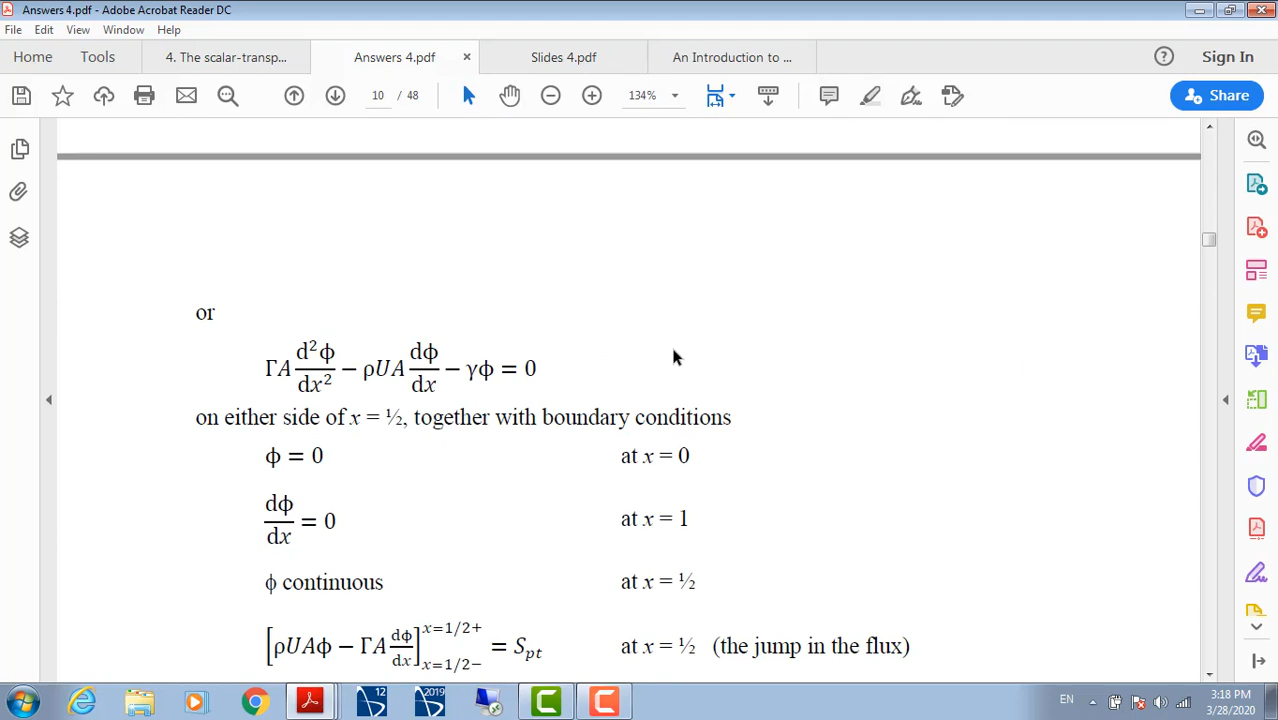 Answers 4.pdf - Adobe Acrobat Reader DC
File Edit View Window Help
Home Tools 4. The scalar-transp... Answers 4.pdf × Slides 4.pdf An Introduction to ... Sign In
10 / 48 134% Share
or
ΓA d²ϕ/dx² − ρUA dϕ/dx − γϕ = 0
on either side of x = ½, together with boundary conditions
ϕ = 0 at x = 0
dϕ/dx = 0 at x = 1
ϕ continuous at x = ½
[ρUAϕ − ΓA dϕ/dx]x=1/2− x=1/2+ = Spt at x = ½ (the jump in the flux)
12 2019 EN 3:18 PM
3/28/2020